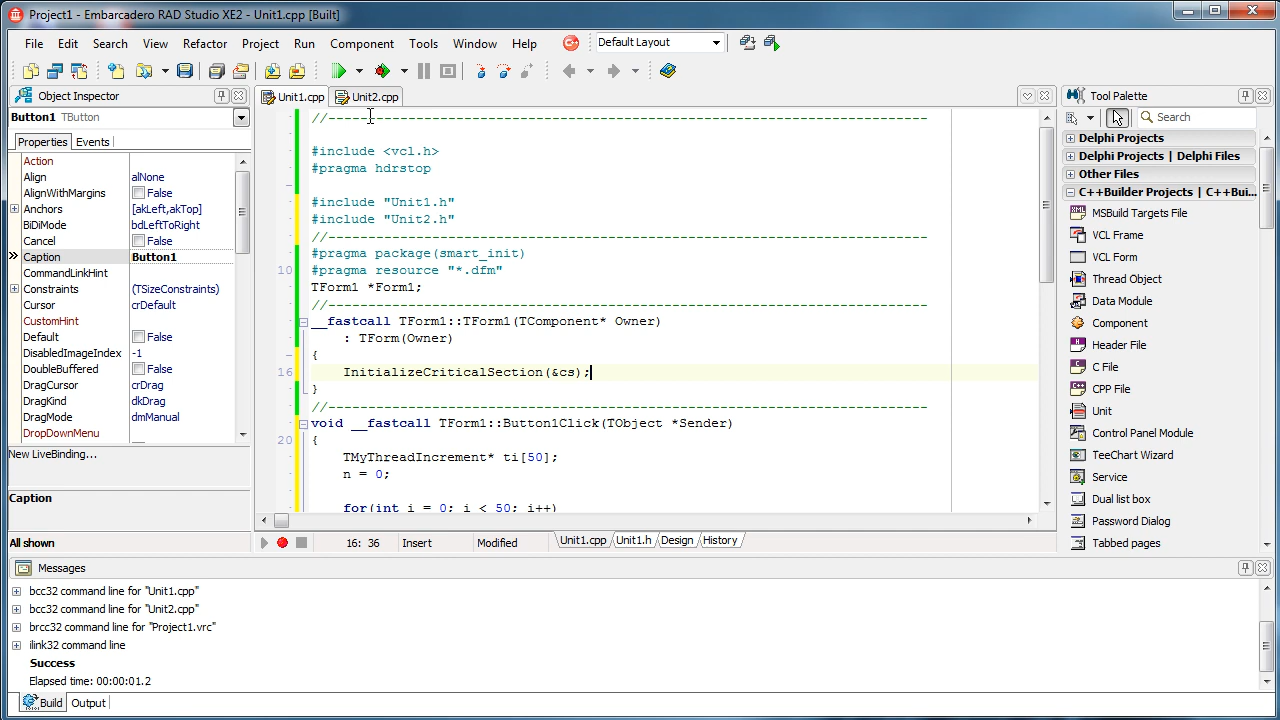 Project1 - Embarcadero RAD Studio XE2 - Unit1.cpp [Built]
File Edit Search View Refactor Project Run Component Tools Window Help Default Layout
Object Inspector
Button1 TButton
Properties Events
Action
Align alNone
AlignWithMargins False
Anchors [akLeft,akTop]
BiDiMode bdLeftToRight
Cancel False
Caption Button1
CommandLinkHint
Constraints (TSizeConstraints)
Cursor crDefault
CustomHint
Default False
DisabledImageIndex -1
DoubleBuffered False
DragCursor crDrag
DragKind dkDrag
DragMode dmManual
DropDownMenu
New LiveBinding...
Caption
All shown
Unit1.cpp Unit2.cpp
//---------------------------------------------------------------------------
#include <vcl.h>
#pragma hdrstop
#include "Unit1.h"
#include "Unit2.h"
//---------------------------------------------------------------------------
#pragma package(smart_init)
10 #pragma resource "*.dfm"
TForm1 *Form1;
//---------------------------------------------------------------------------
__fastcall TForm1::TForm1(TComponent* Owner)
: TForm(Owner)
{
16 InitializeCriticalSection(&cs);
}
//---------------------------------------------------------------------------
void __fastcall TForm1::Button1Click(TObject *Sender)
20 {
TMyThreadIncrement* ti[50];
n = 0;
for(int i = 0; i < 50; i++)
16: 36 Insert Modified Unit1.cpp Unit1.h Design History
Tool Palette
Search
Delphi Projects
Delphi Projects | Delphi Files
Other Files
C++Builder Projects | C++Bui...
MSBuild Targets File
VCL Frame
VCL Form
Thread Object
Data Module
Component
Header File
C File
CPP File
Unit
Control Panel Module
TeeChart Wizard
Service
Dual list box
Password Dialog
Tabbed pages
Messages
bcc32 command line for "Unit1.cpp"
bcc32 command line for "Unit2.cpp"
brcc32 command line for "Project1.vrc"
ilink32 command line
Success
Elapsed time: 00:00:01.2
Build Output